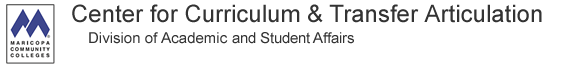 Center for Curriculum & Transfer Articulation
Division of Academic and Student Affairs
MARICOPA
COMMUNITY
COLLEGES